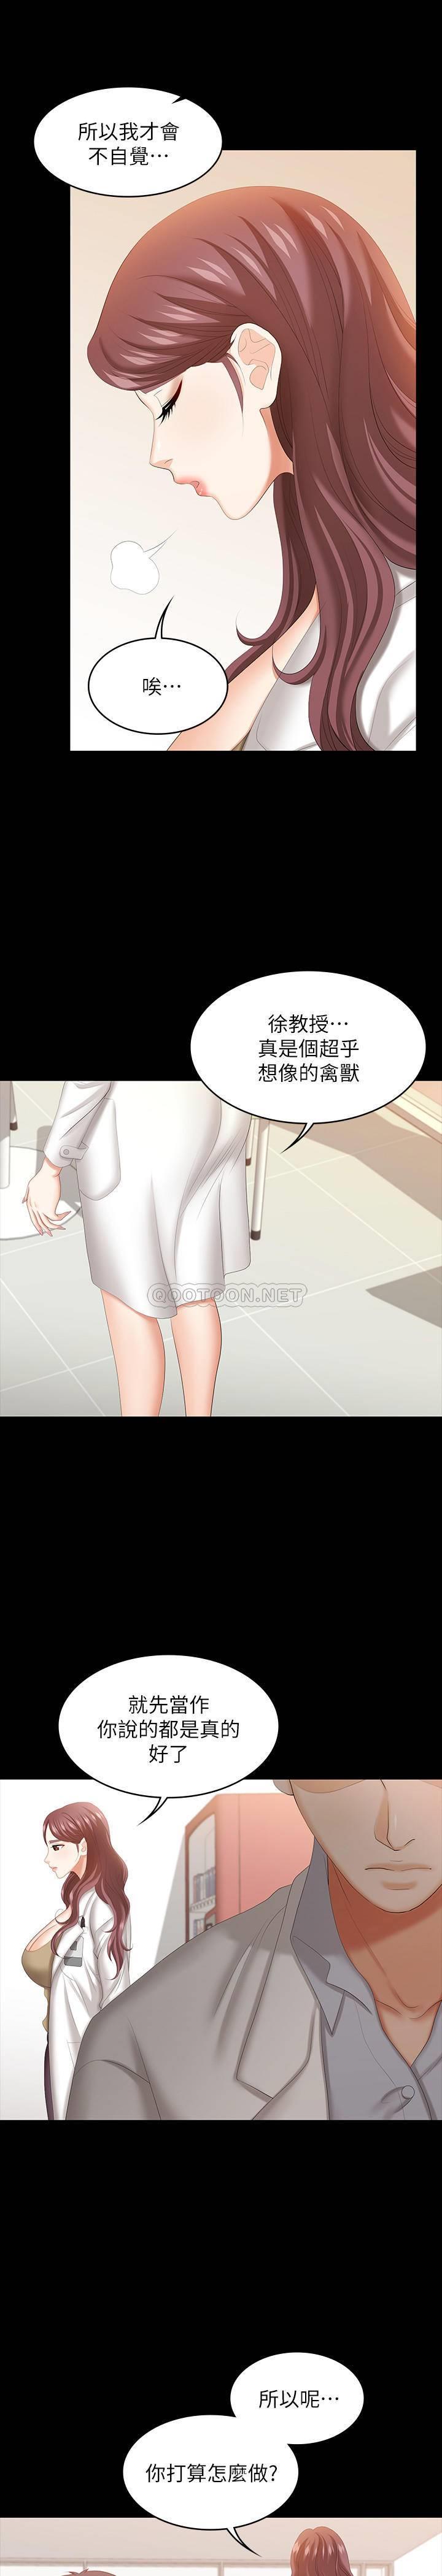 所以我才會
不自覺⋯
唉⋯
徐教授⋯
真是個超乎
想像的禽獸
QOOTOON.NET
就先當作
你說的都是真的
好了
所以呢⋯
你打算怎麼做?